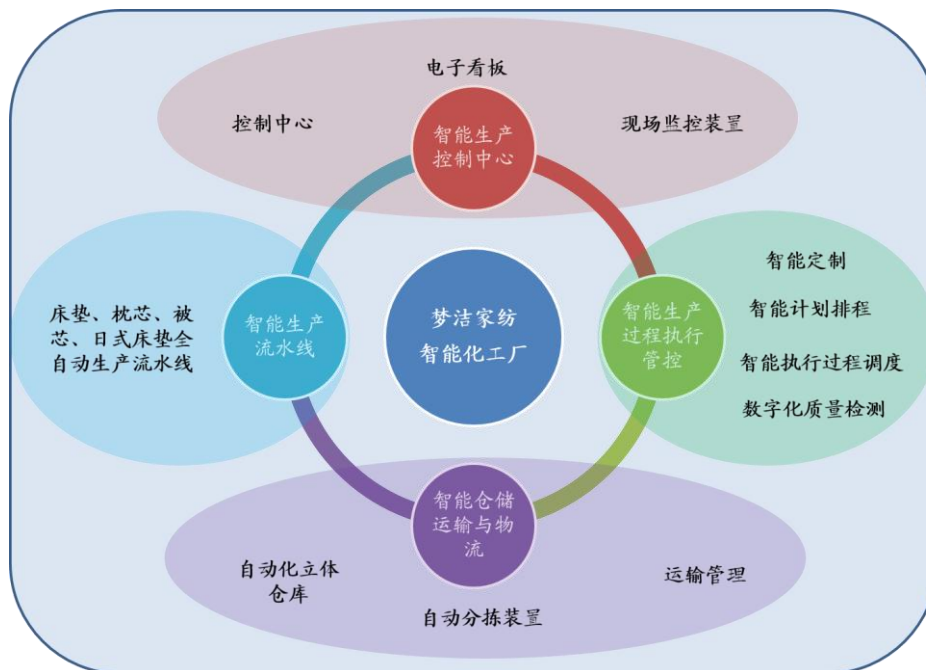 电子看板
控制中心
现场监控装置
智能生产
控制中心
智能定制
智能计划排程
智能执行过程调度
数字化质量检测
床垫、枕芯、被
芯、日式床垫全
自动生产流水线
智能生产
流水线
梦洁家纺
智能化工厂
智能生产
过程执行
管控
智能仓储
运输与物
流
自动化立体
仓库
自动分拣装置
运输管理